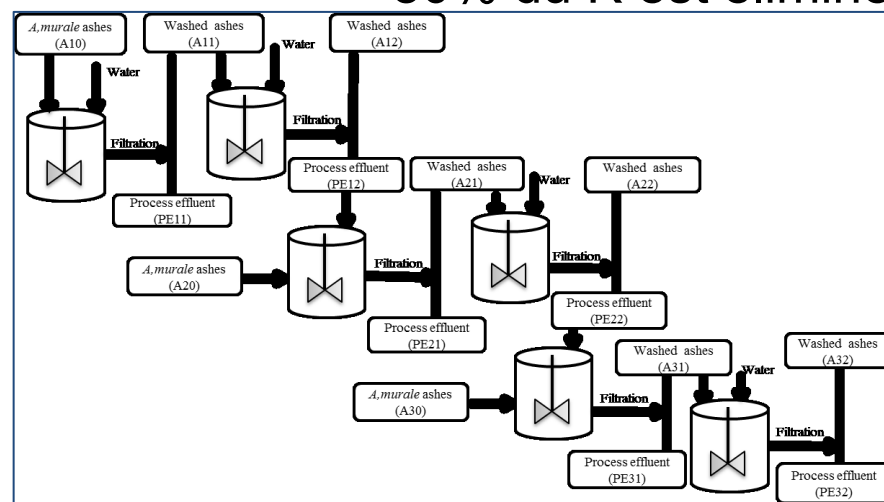 A,murale ashes
(A10)
Washed ashes
(A11)
Washed ashes
(A12)
Water
Water
Filtration
Filtration
Process effluent
(PE11)
Process effluent
(PE12)
Washed ashes
(A21)
Washed ashes
(A22)
Water
A,murale ashes
(A20)
Filtration
Filtration
Process effluent
(PE21)
Process effluent
(PE22)
Washed ashes
(A31)
Washed ashes
(A32)
Water
A,murale ashes
(A30)
Filtration
Filtration
Process effluent
(PE31)
Process effluent
(PE32)